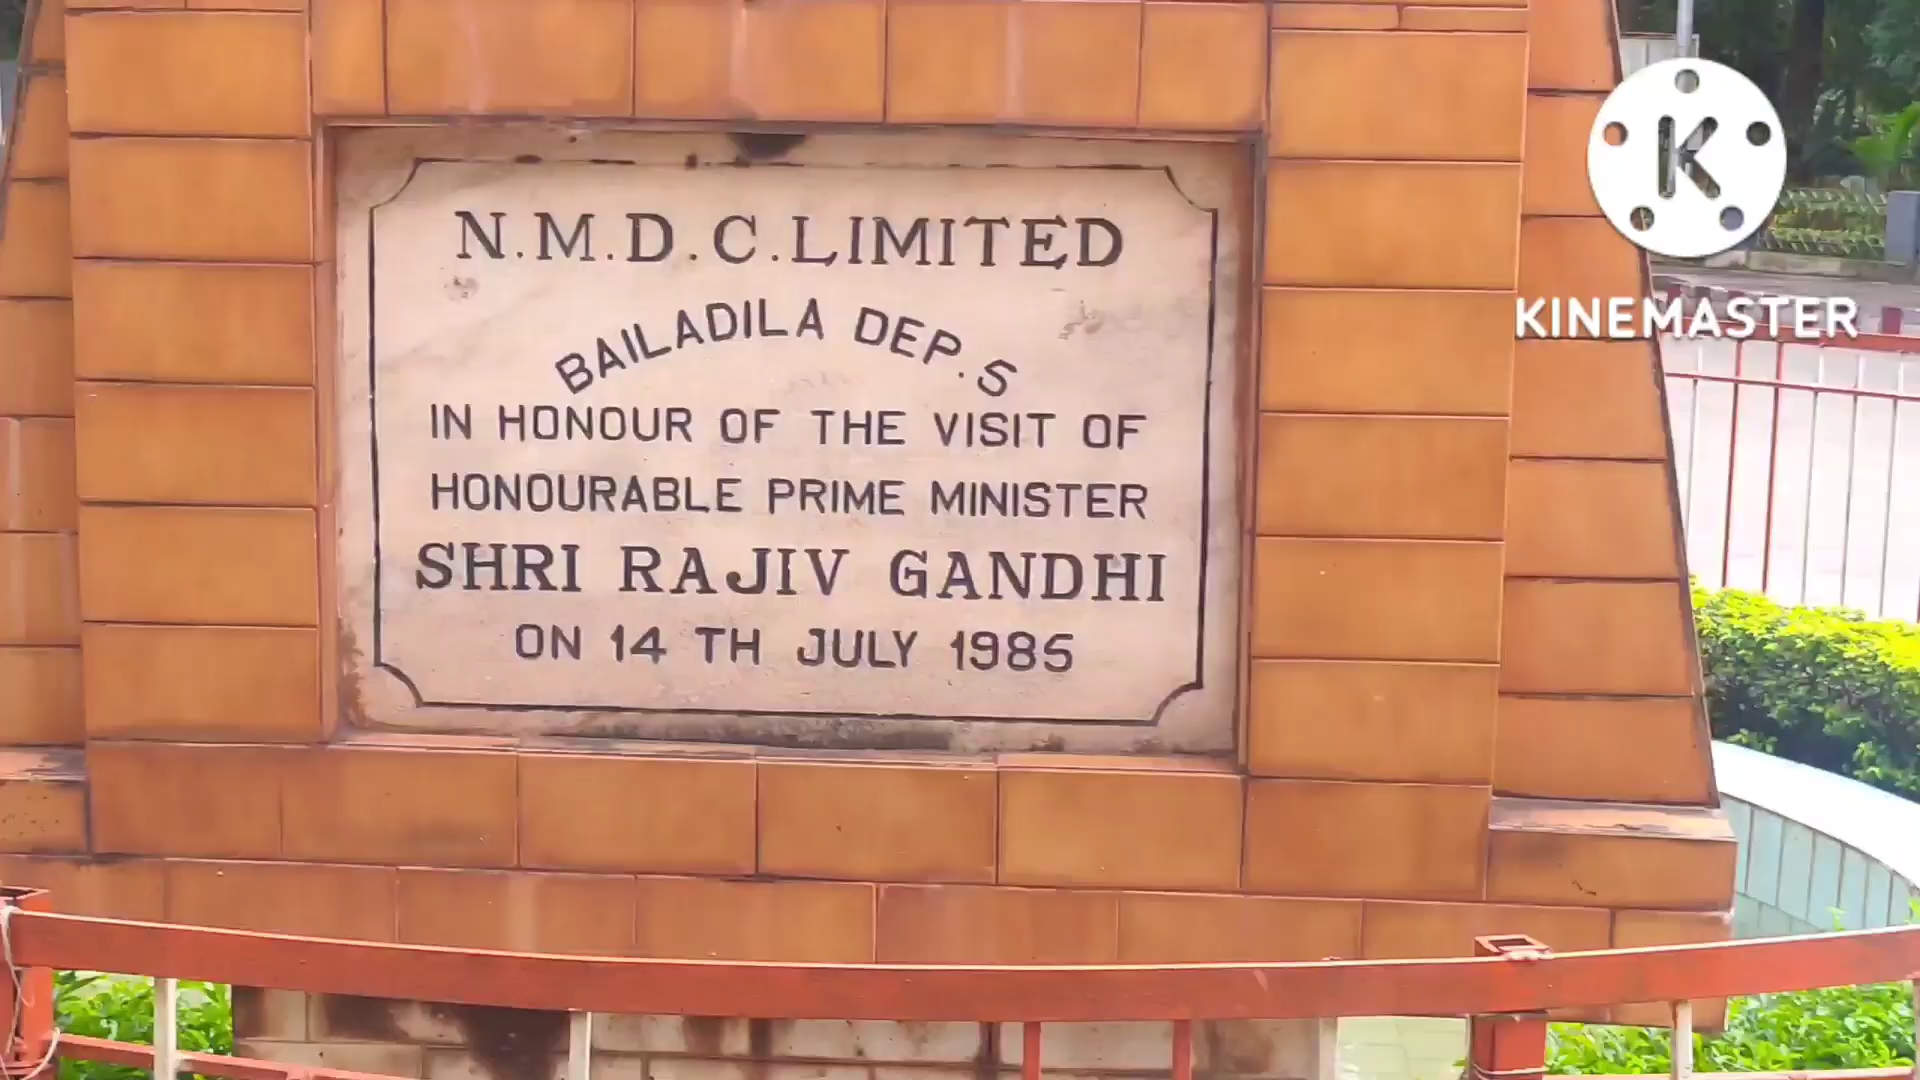 N.M.D.C.LIMITED
BAILADILA DEP.5
IN HONOUR OF THE VISIT OF
HONOURABLE PRIME MINISTER
SHRI RAJIV GANDHI
ON 14 TH JULY 1985
K
KINEMASTER